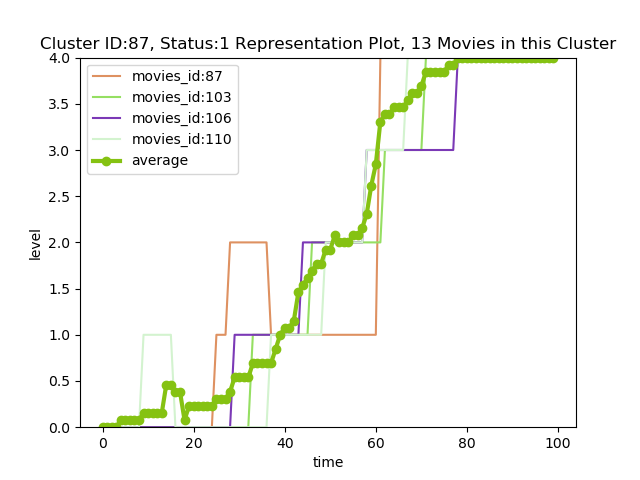 Cluster ID:87, Status:1 Representation Plot, 13 Movies in this Cluster
movies_id:87
movies_id:103
movies_id:106
movies_id:110
average
4.0
3.5
3.0
2.5
2.0
1.5
1.0
0.5
0.0
level
0 20 40 60 80 100
time